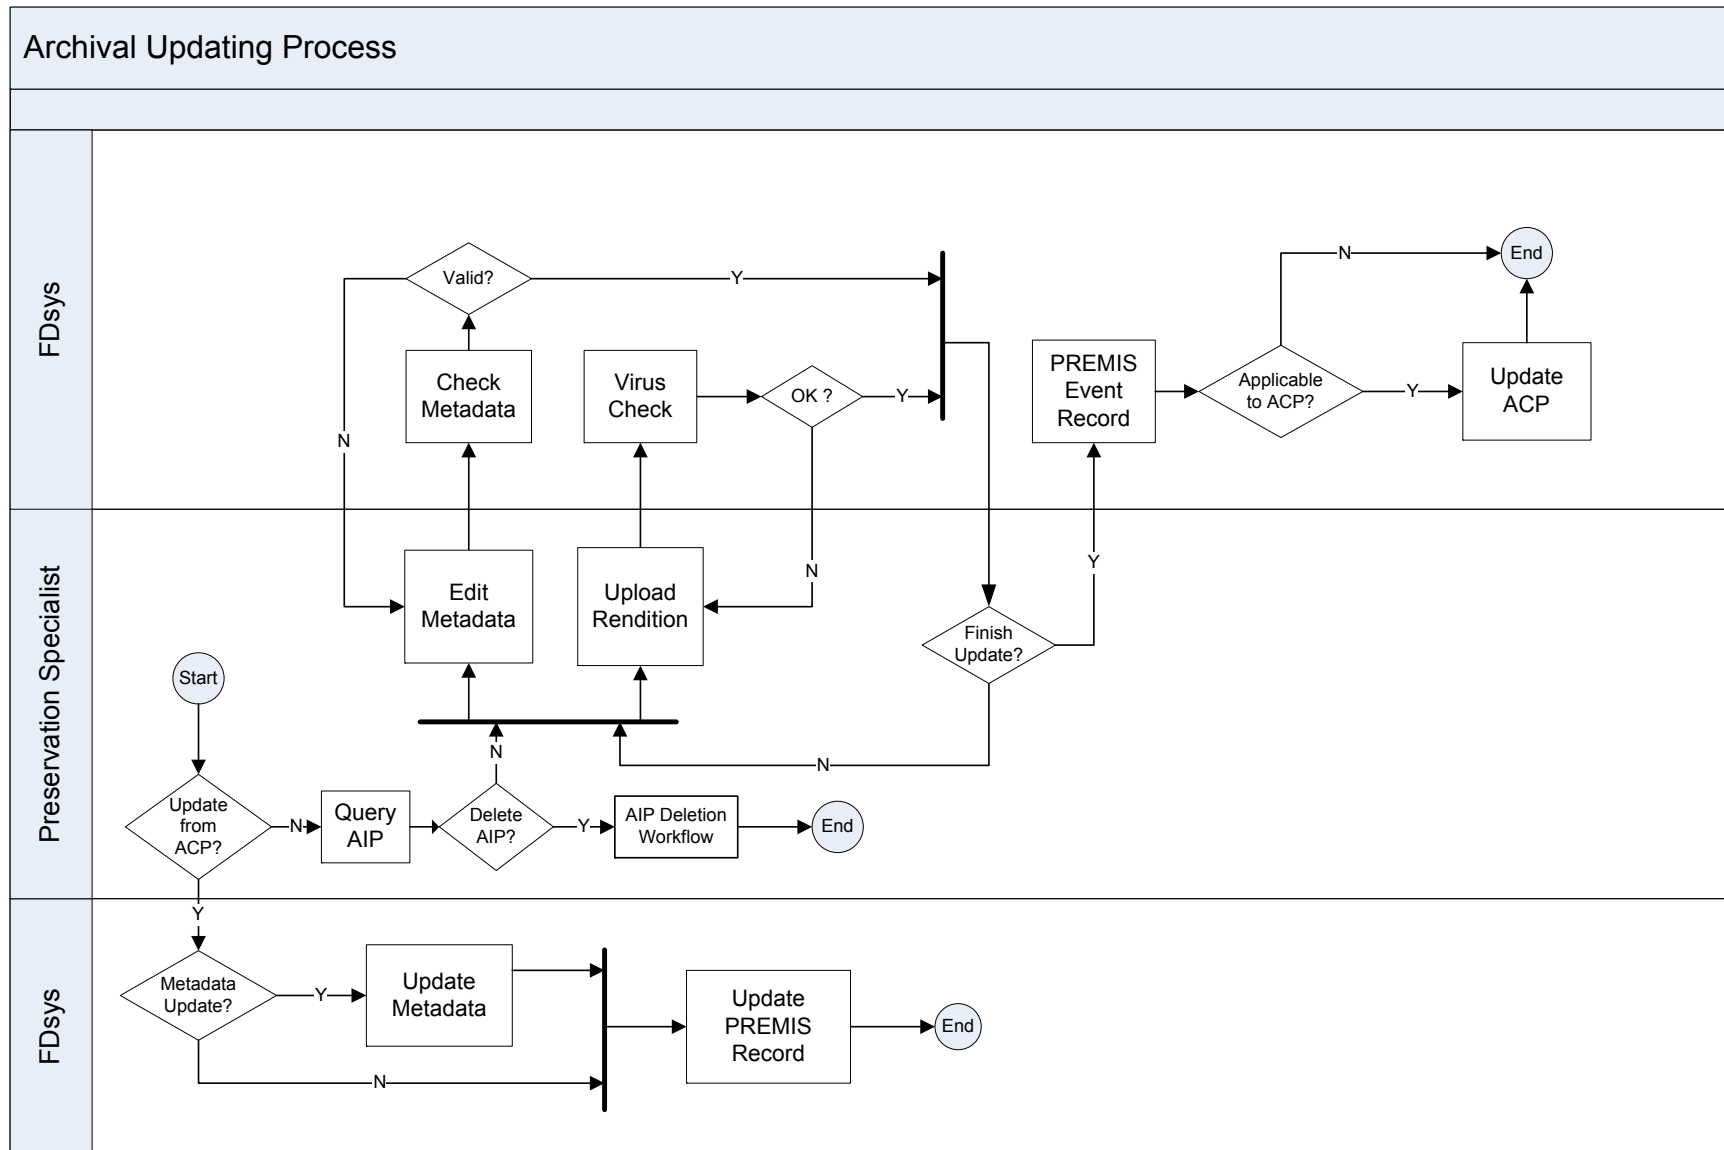 Archival Updating Process
FDsys
Valid?
Y
N
Check
Metadata
Virus
Check
OK ?
Y
N
PREMIS
Event
Record
Applicable
to ACP?
N
Y
Update
ACP
End
Preservation Specialist
Edit
Metadata
Upload
Rendition
Finish
Update?
Y
N
Start
Update
from
ACP?
N
Query
AIP
Delete
AIP?
N
Y
AIP Deletion
Workflow
End
Y
FDsys
Metadata
Update?
Y
Update
Metadata
N
Update
PREMIS
Record
End